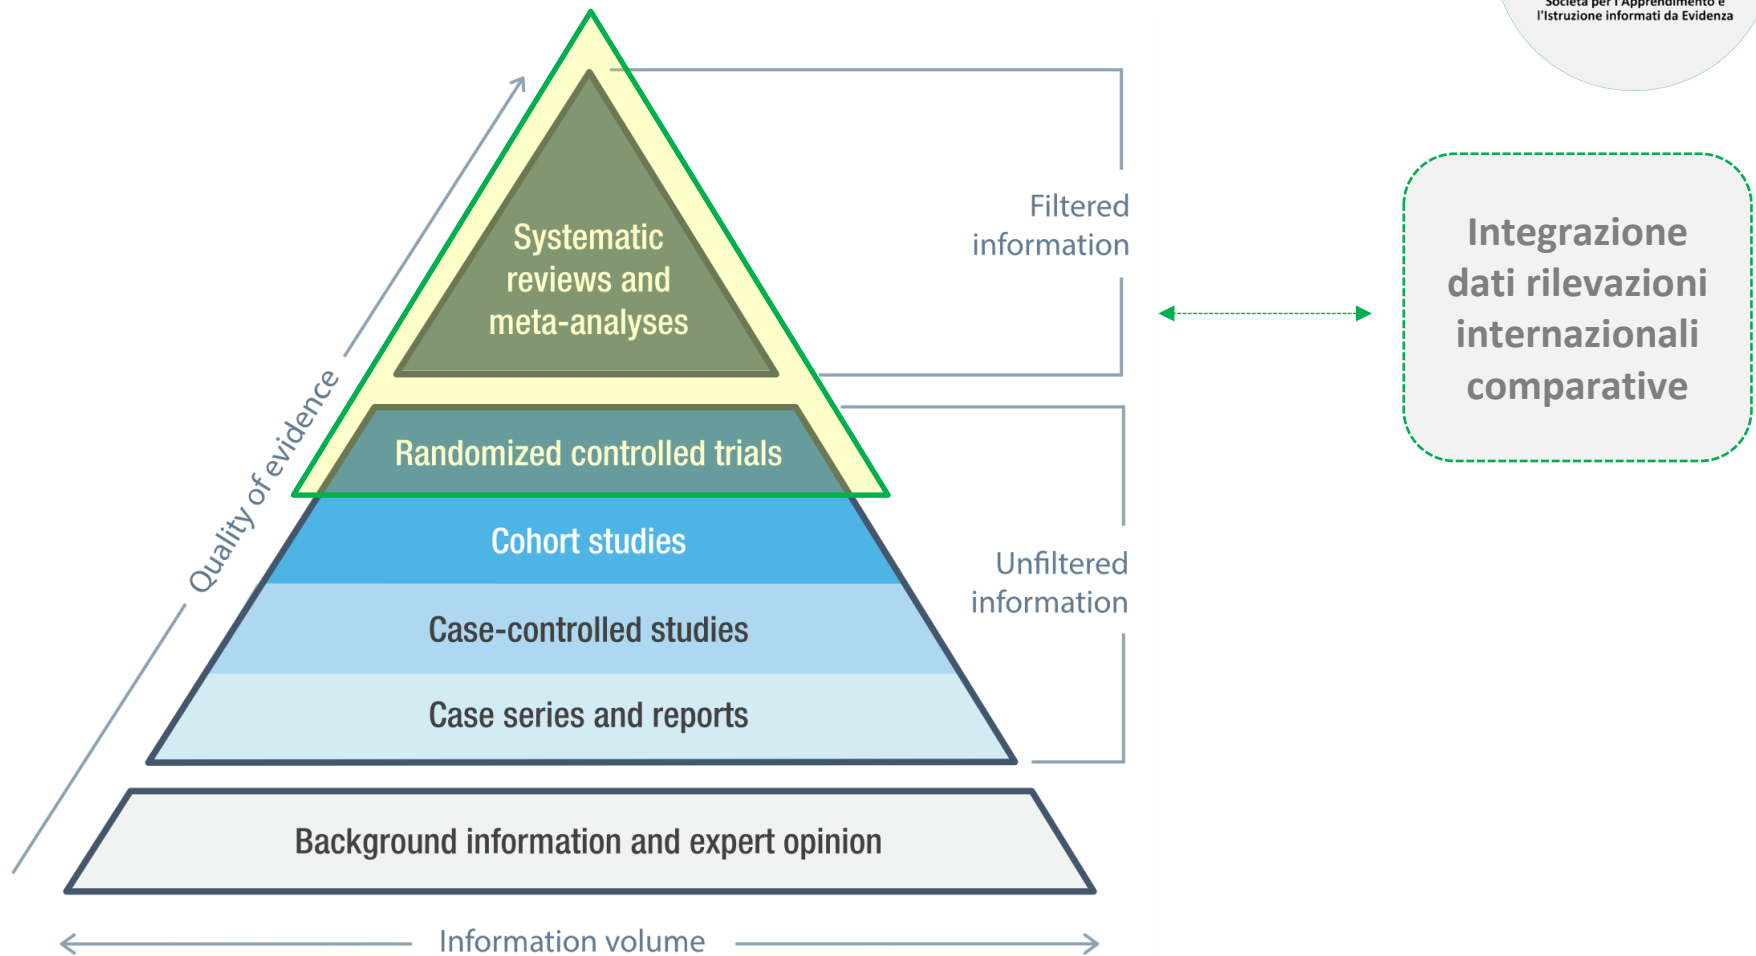 Società per l'Apprendimento e
l'Istruzione informati da Evidenza
Filtered
information
Integrazione
dati rilevazioni
internazionali
comparative
Systematic
reviews and
meta-analyses
Quality of evidence
Randomized controlled trials
Cohort studies
Unfiltered
information
Case-controlled studies
Case series and reports
Background information and expert opinion
Information volume